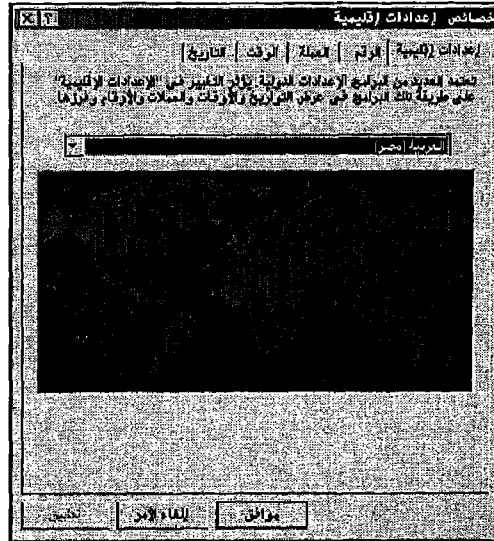 خصائص إعدادات إقليمية
إعدادات إقليمية الرقم العملة الوقت التاريخ
تعتمد العديد من البرامج الإعدادات الدولية. يؤثر التغيير في "الإعدادات الإقليمية"
على طريقة تلك البرامج في عرض التواريخ والأوقات والعملات والأرقام وفرزها
العربية (مصر)
موافق إلغاء الأمر تطبيق